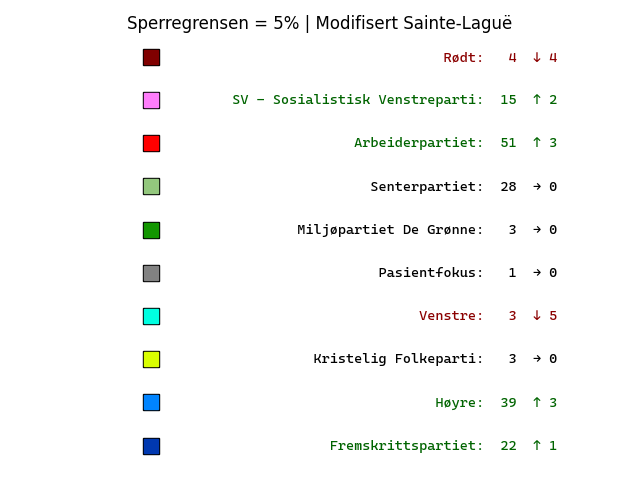 Sperregrensen = 5% | Modifisert Sainte-Laguë
Rødt: 4 ↓ 4
SV – Sosialistisk Venstreparti: 15 ↑ 2
Arbeiderpartiet: 51 ↑ 3
Senterpartiet: 28 → 0
Miljøpartiet De Grønne: 3 → 0
Pasientfokus: 1 → 0
Venstre: 3 ↓ 5
Kristelig Folkeparti: 3 → 0
Høyre: 39 ↑ 3
Fremskrittspartiet: 22 ↑ 1